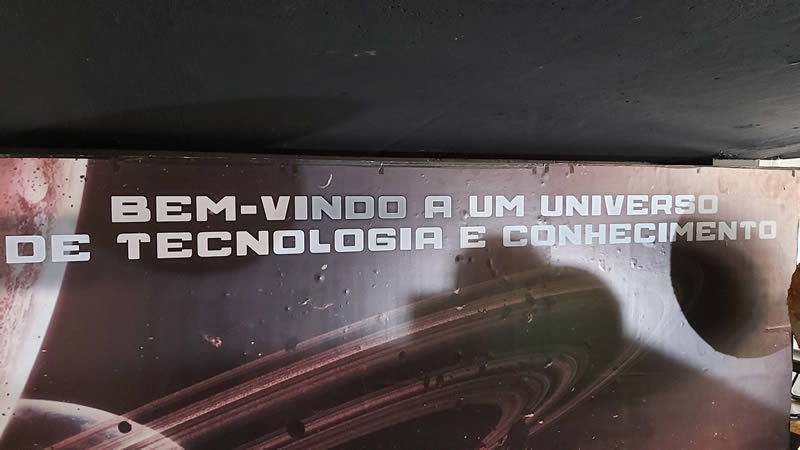 BEM-VINDO A UM UNIVERSO
DE TECNOLOGIA E CONHECIMENTO